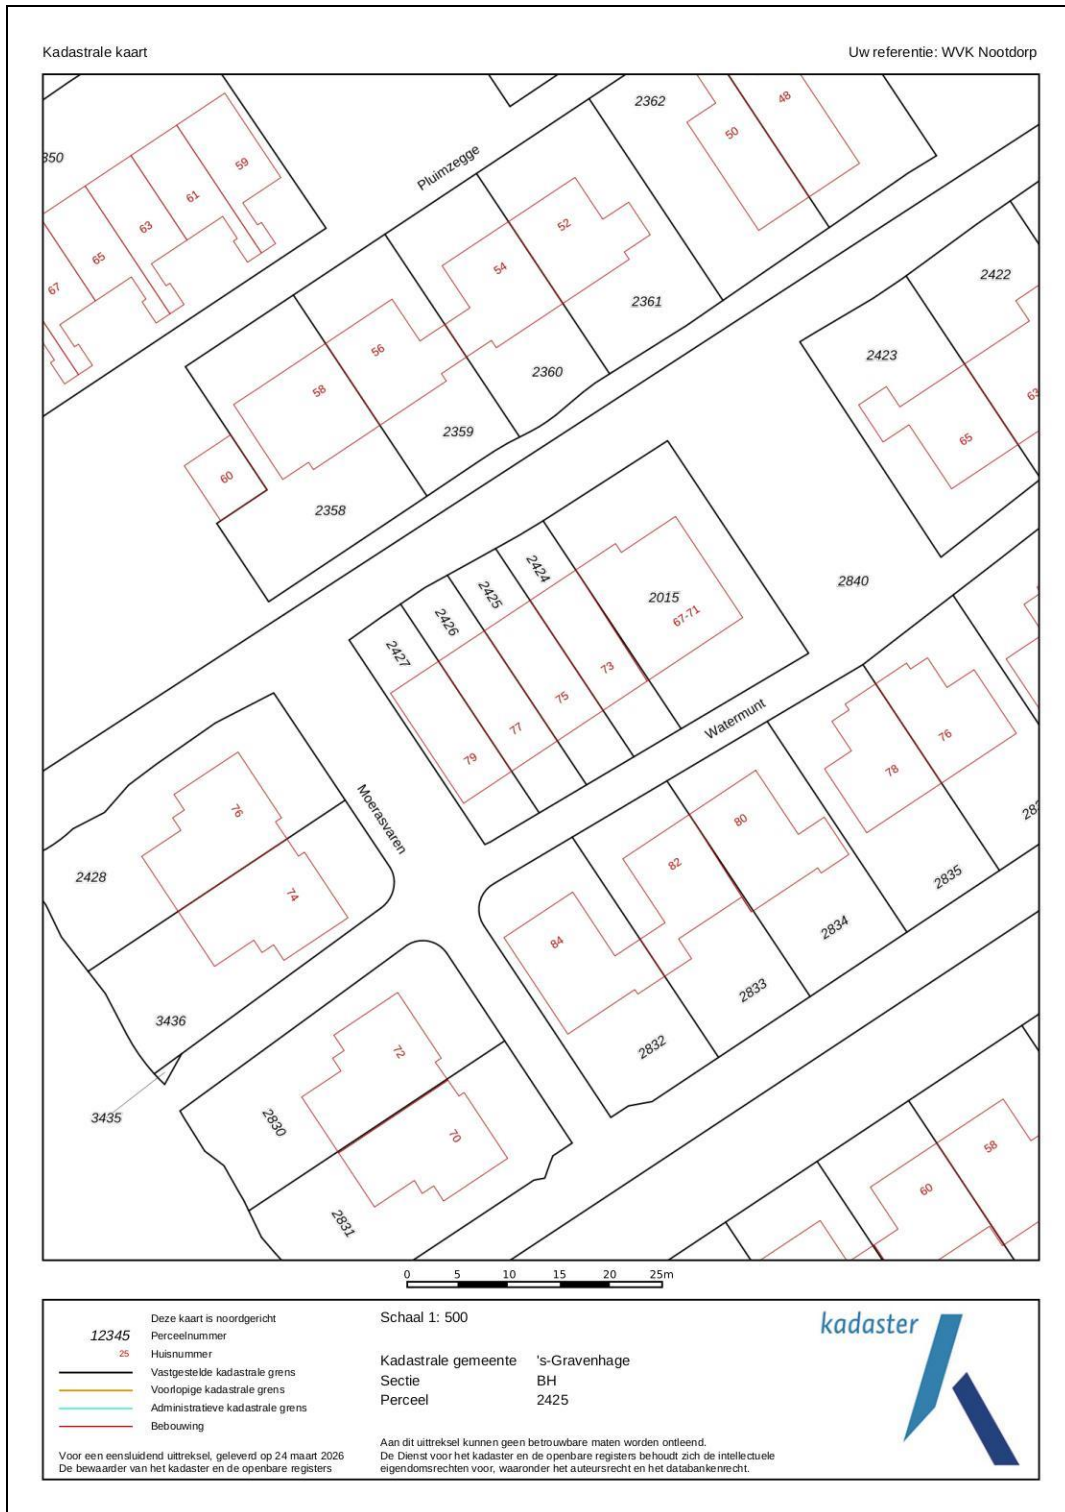 Kadastrale kaart
Uw referentie: WVK Nootdorp
2362
48
50
350
59
Pluimzegge
61
63
65
67
52
54
2361
2422
2423
63
65
56
58
2360
2359
60
2358
2424
2425
2426
2427
2015
67-71
2840
73
75
77
79
Watermunt
Moerasvaren
76
78
76
74
2428
80
82
84
2835
2834
2833
2832
3436
3435
72
70
2830
2831
58
60
0 5 10 15 20 25m
Deze kaart is noordgericht
12345 Perceelnummer
25 Huisnummer
Vastgestelde kadastrale grens
Voorlopige kadastrale grens
Administratieve kadastrale grens
Bebouwing
Voor een eensluidend uittreksel, geleverd op 24 maart 2026
De bewaarder van het kadaster en de openbare registers
Schaal 1: 500
Kadastrale gemeente 's-Gravenhage
Sectie BH
Perceel 2425
Aan dit uittreksel kunnen geen betrouwbare maten worden ontleend.
De Dienst voor het kadaster en de openbare registers behoudt zich de intellectuele
eigendomsrechten voor, waaronder het auteursrecht en het databankenrecht.
kadaster